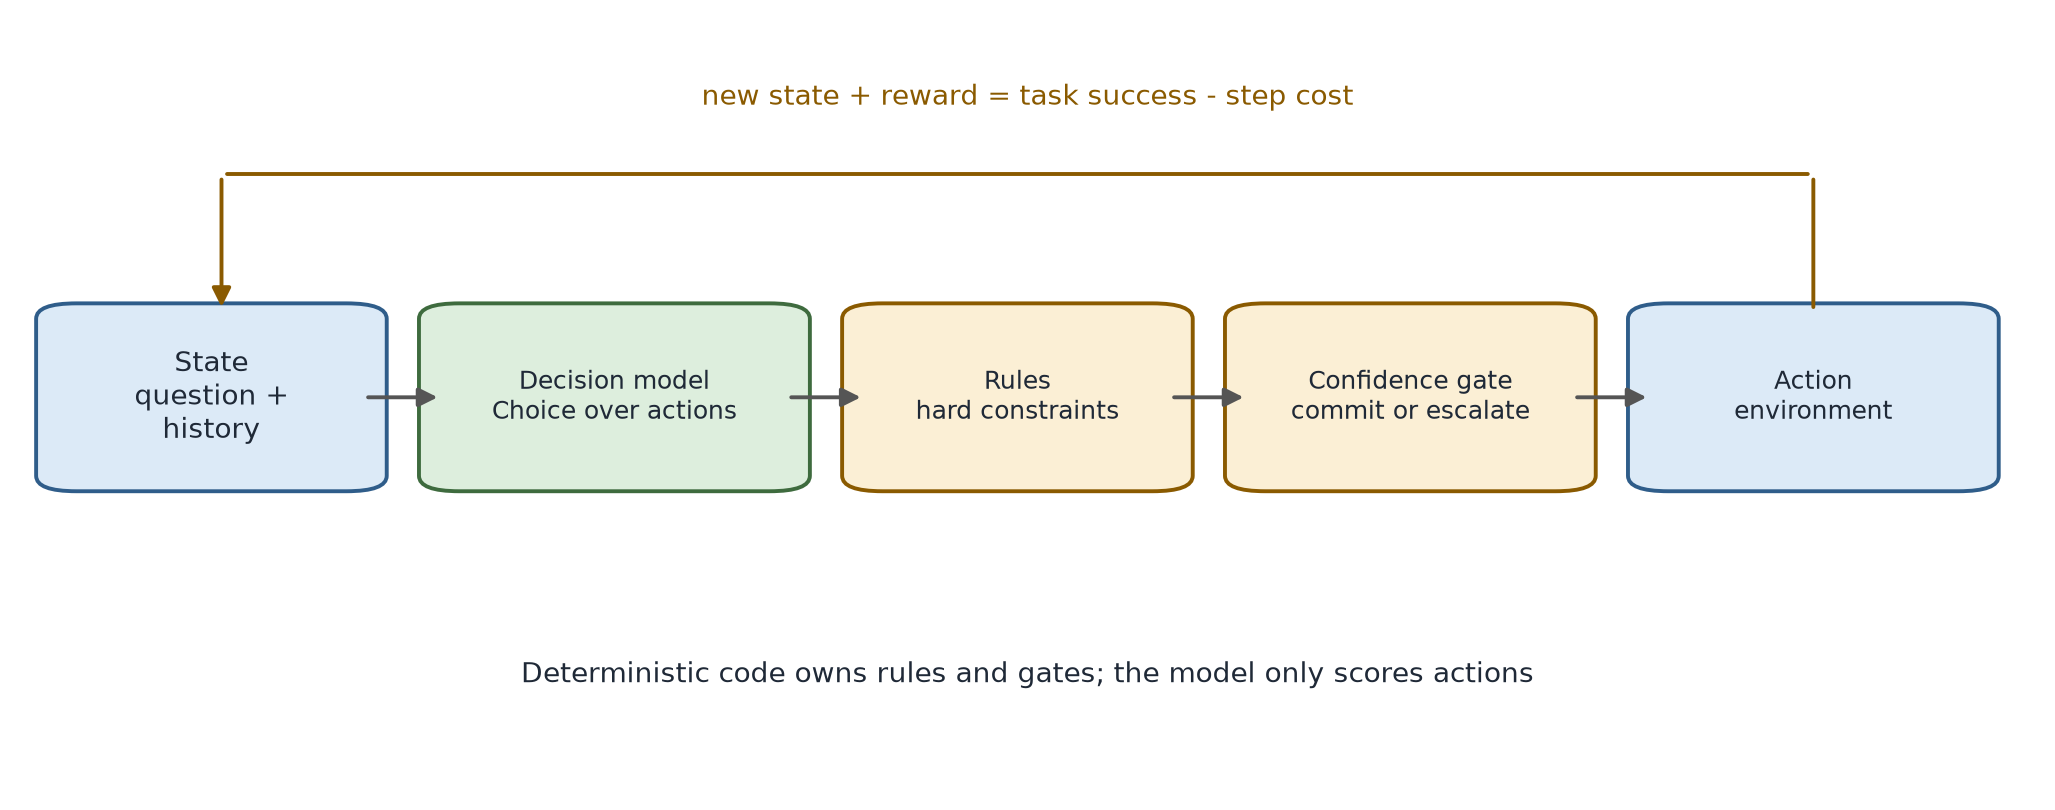 new state + reward = task success - step cost
State
question +
history
Decision model
Choice over actions
Rules
hard constraints
Confidence gate
commit or escalate
Action
environment
Deterministic code owns rules and gates; the model only scores actions